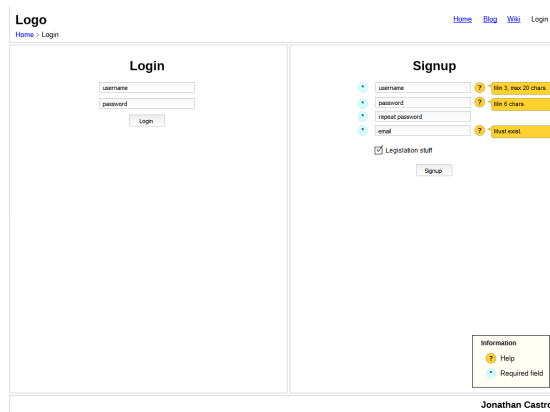 Logo
Home Blog Wiki Login
Home > Login
Login
username
password
Login
Signup
* username ? Min 3, max 20 chars.
* password ? Min 6 chars.
* repeat password
* email ? Must exist.
Legislation stuff
Signup
Information
? Help
* Required field
Jonathan Castro